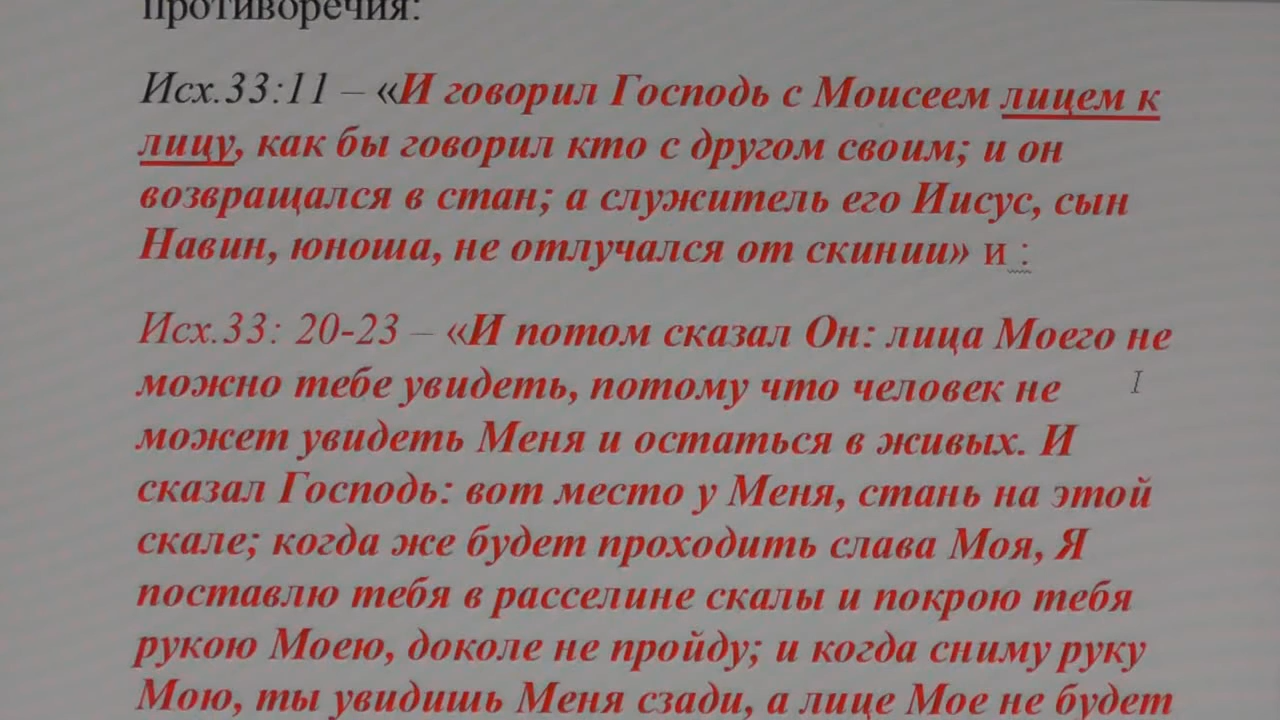 противоречия:
Исх.33:11 – «И говорил Господь с Моисеем лицем к
лицу, как бы говорил кто с другом своим; и он
возвращался в стан; а служитель его Иисус, сын
Навин, юноша, не отлучался от скинии» и :
Исх.33: 20-23 – «И потом сказал Он: лица Моего не
можно тебе увидеть, потому что человек не
может увидеть Меня и остаться в живых. И
сказал Господь: вот место у Меня, стань на этой
скале; когда же будет проходить слава Моя, Я
поставлю тебя в расселине скалы и покрою тебя
рукою Моею, доколе не пройду; и когда сниму руку
Мою, ты увидишь Меня сзади, а лице Мое не будет